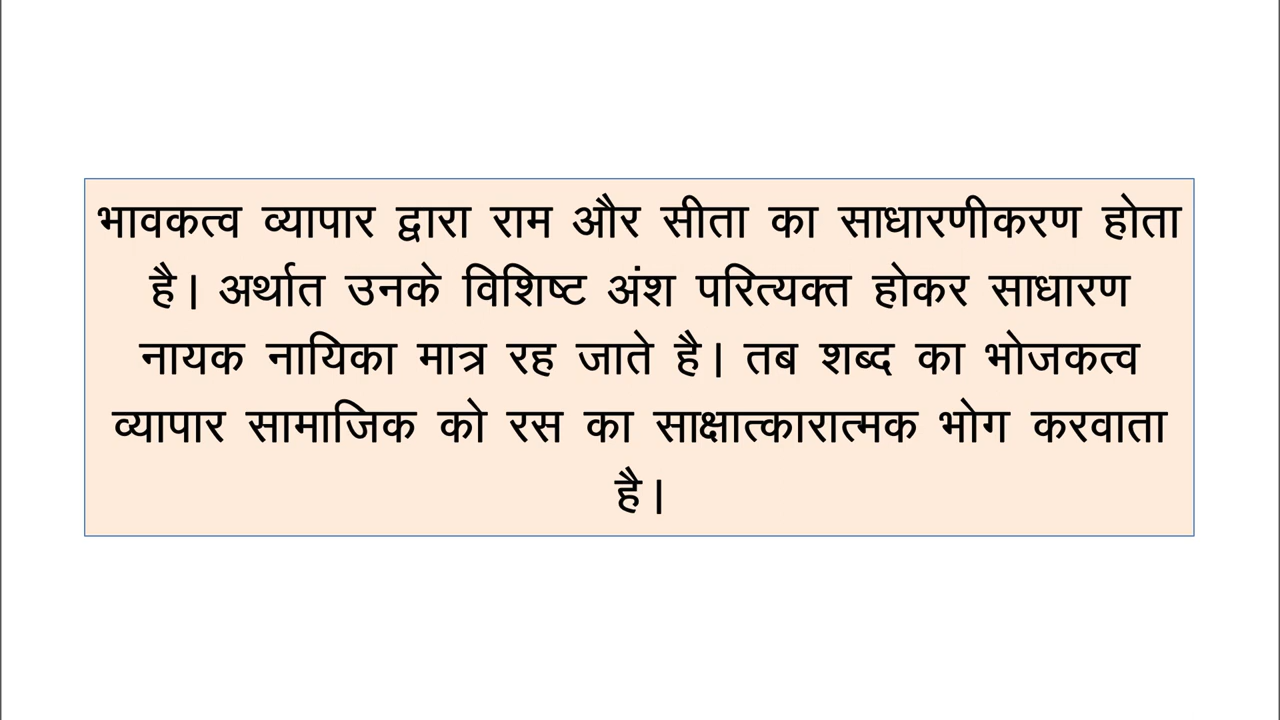 भावकत्व व्यापार द्वारा राम और सीता का साधारणीकरण होता
है। अर्थात उनके विशिष्ट अंश परित्यक्त होकर साधारण
नायक नायिका मात्र रह जाते है। तब शब्द का भोजकत्व
व्यापार सामाजिक को रस का साक्षात्कारात्मक भोग करवाता
है।